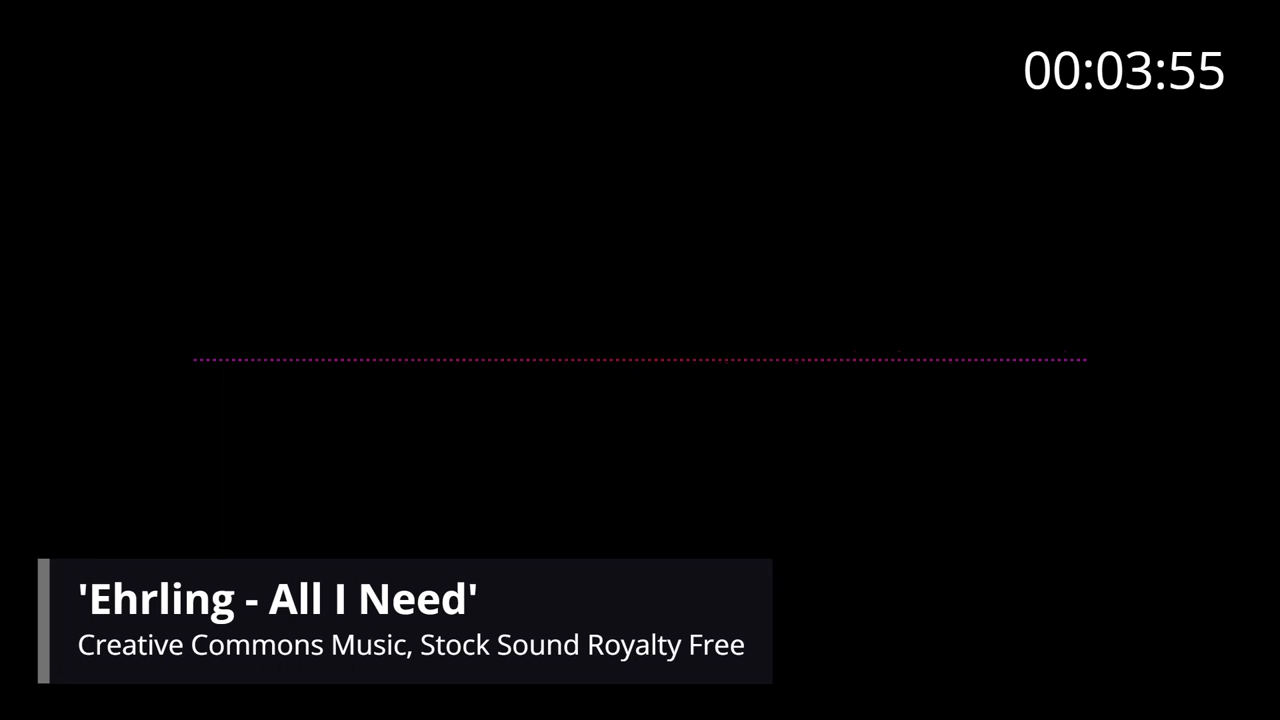 00:03:55
'Ehrling - All I Need'
Creative Commons Music, Stock Sound Royalty Free